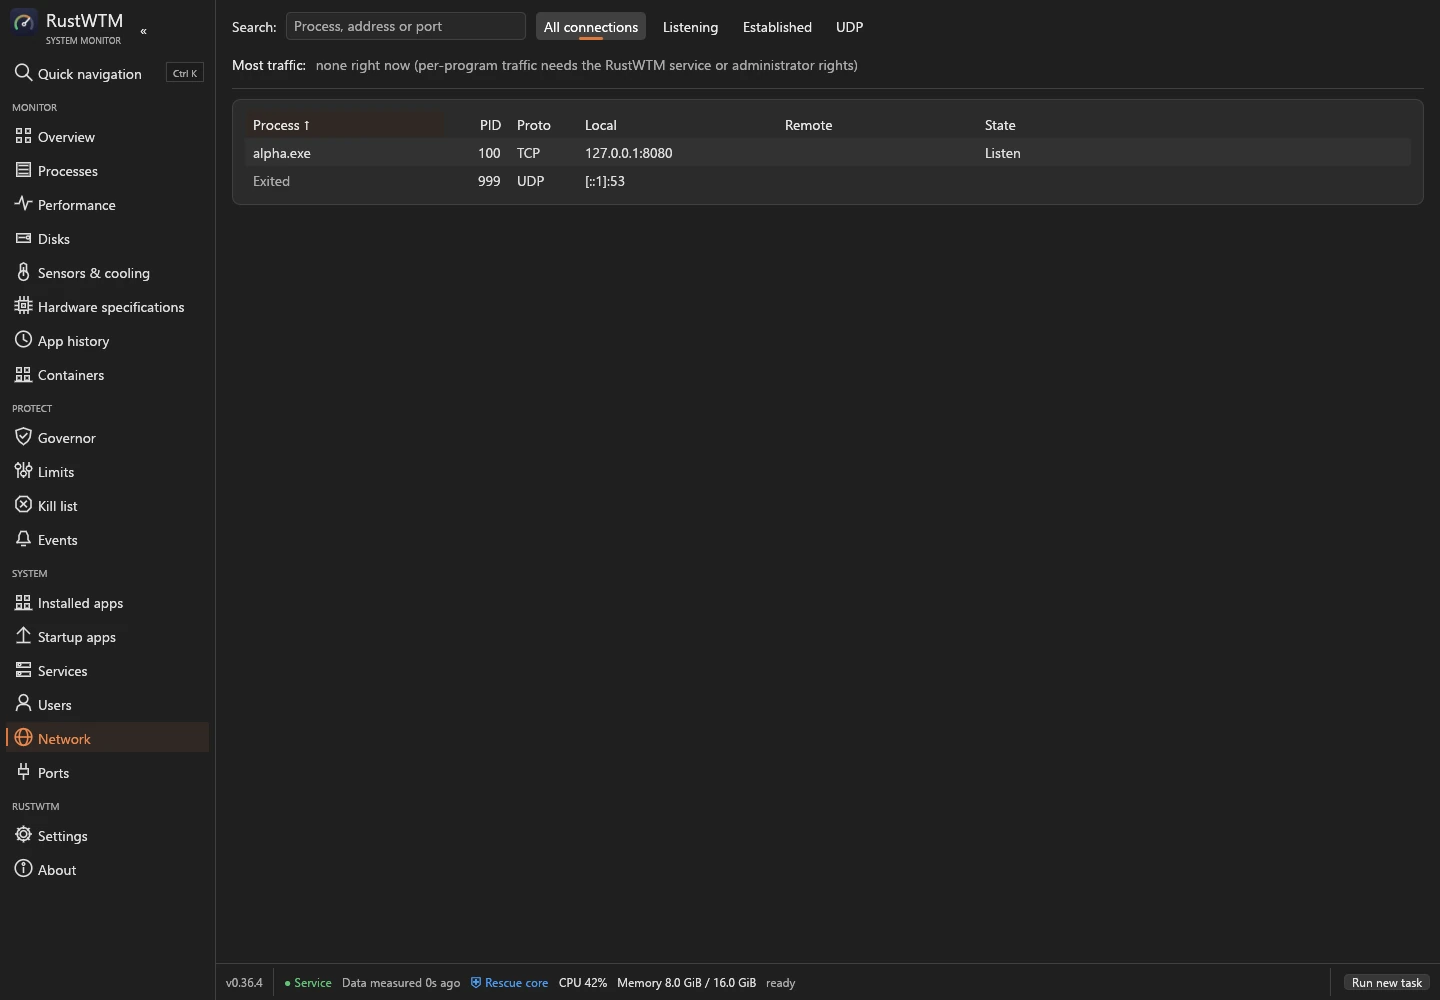 RustWTM
SYSTEM MONITOR
«
Quick navigation Ctrl K
MONITOR
Overview
Processes
Performance
Disks
Sensors & cooling
Hardware specifications
App history
Containers
PROTECT
Governor
Limits
Kill list
Events
SYSTEM
Installed apps
Startup apps
Services
Users
Network
Ports
RUSTWTM
Settings
About
Search: Process, address or port All connections Listening Established UDP
Most traffic: none right now (per-program traffic needs the RustWTM service or administrator rights)
Process ↑ PID Proto Local Remote State
alpha.exe 100 TCP 127.0.0.1:8080 Listen
Exited 999 UDP [::1]:53
v0.36.4 ● Service Data measured 0s ago Rescue core CPU 42% Memory 8.0 GiB / 16.0 GiB ready Run new task